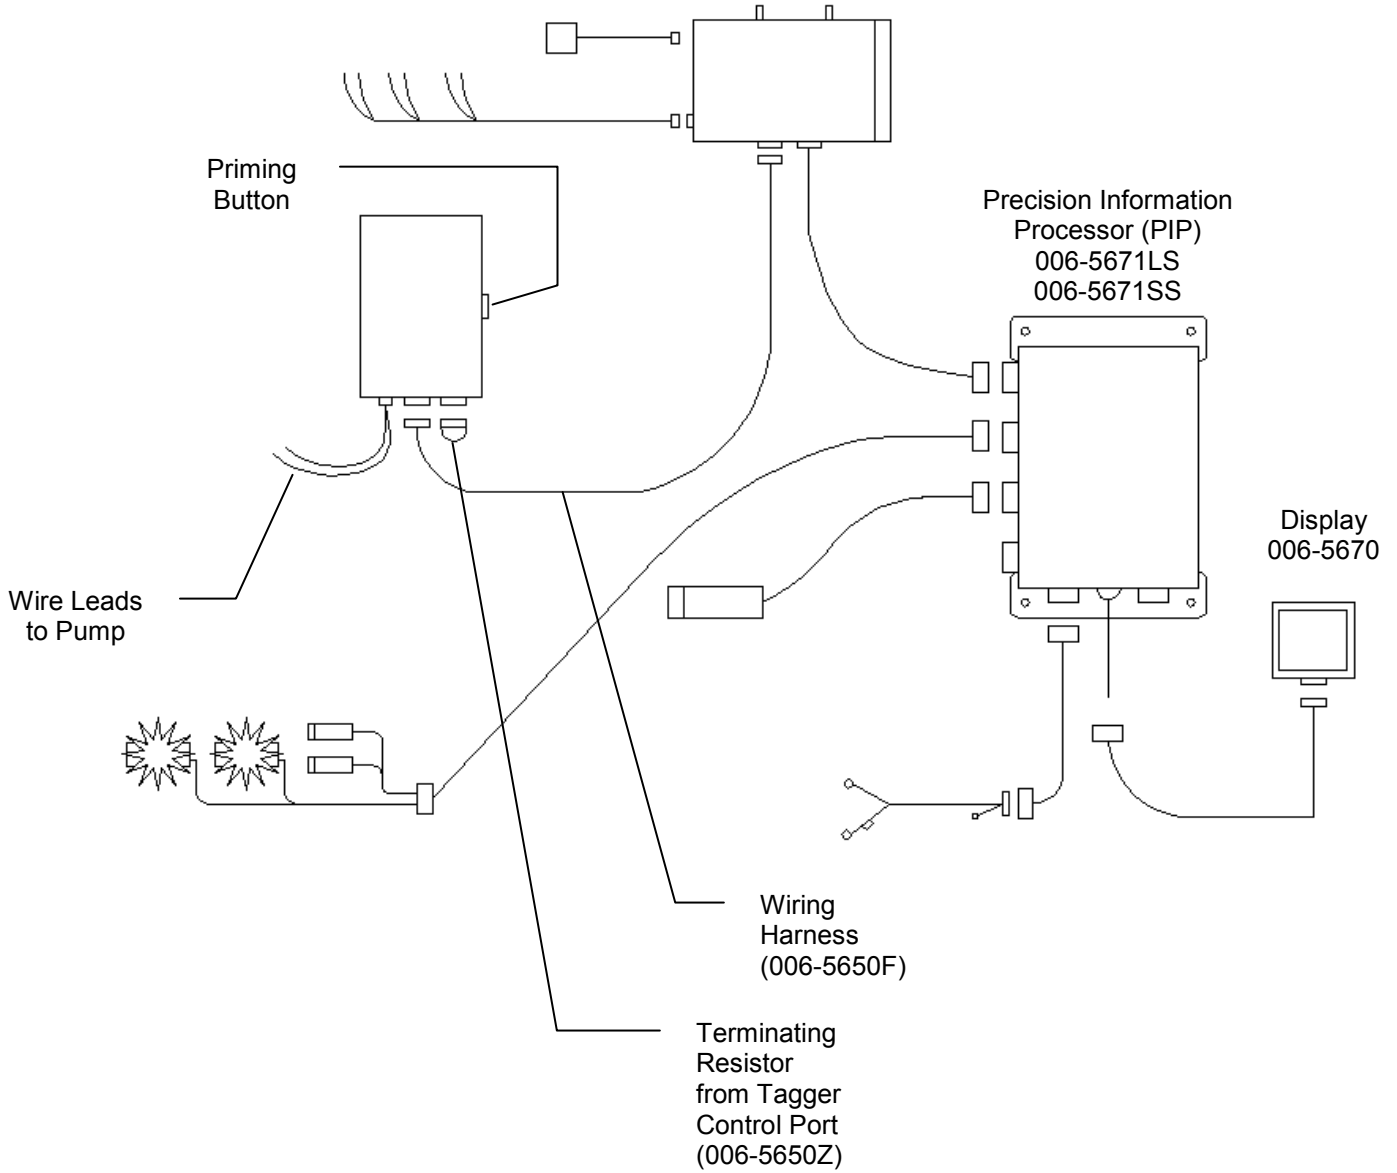 Priming
Button
Precision Information
Processor (PIP)
006-5671LS
006-5671SS
Display
006-5670
Wire Leads
to Pump
Wiring
Harness
(006-5650F)
Terminating
Resistor
from Tagger
Control Port
(006-5650Z)